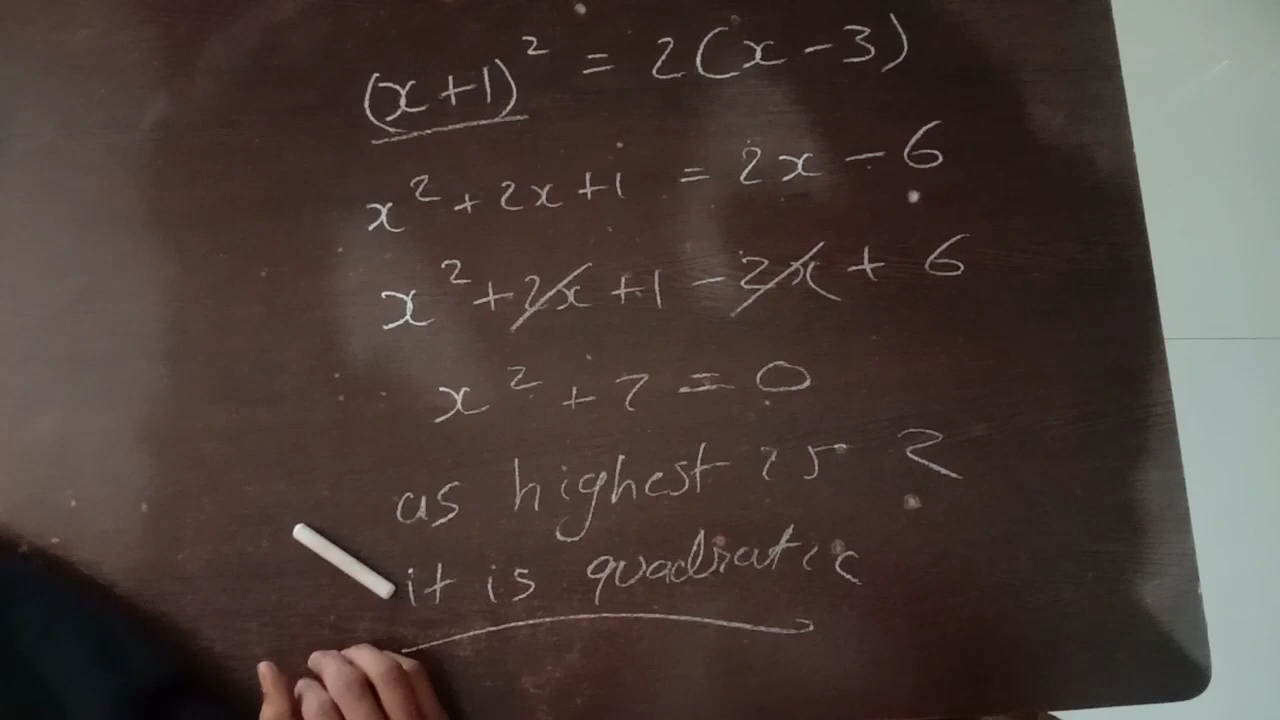 (x+1)² = 2(x-3)
x²+2x+1 = 2x-6
x²+2x+1-2x+6
x²+7=0
as highest is 2
it is quadratic